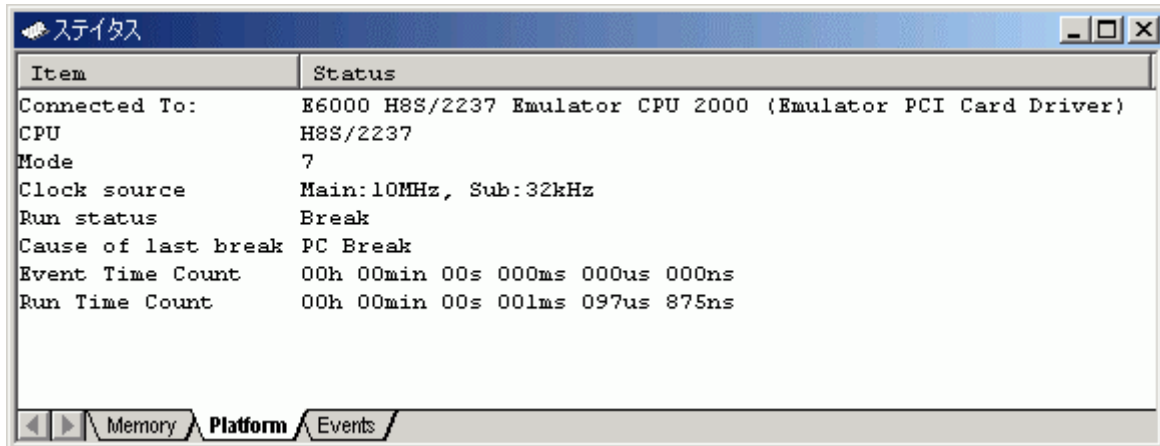 ステイタス
Item Status
Connected To: E6000 H8S/2237 Emulator CPU 2000 (Emulator PCI Card Driver)
CPU H8S/2237
Mode 7
Clock source Main:10MHz, Sub:32kHz
Run status Break
Cause of last break PC Break
Event Time Count 00h 00min 00s 000ms 000us 000ns
Run Time Count 00h 00min 00s 001ms 097us 875ns
Memory Platform Events